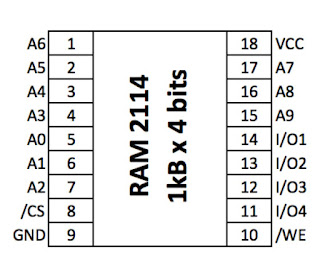 A6 1 18 VCC
A5 2 17 A7
A4 3 16 A8
A3 4 15 A9
A0 5 14 I/O1
A1 6 13 I/O2
A2 7 12 I/O3
/CS 8 11 I/O4
GND 9 10 /WE
RAM 2114
1kB x 4 bits